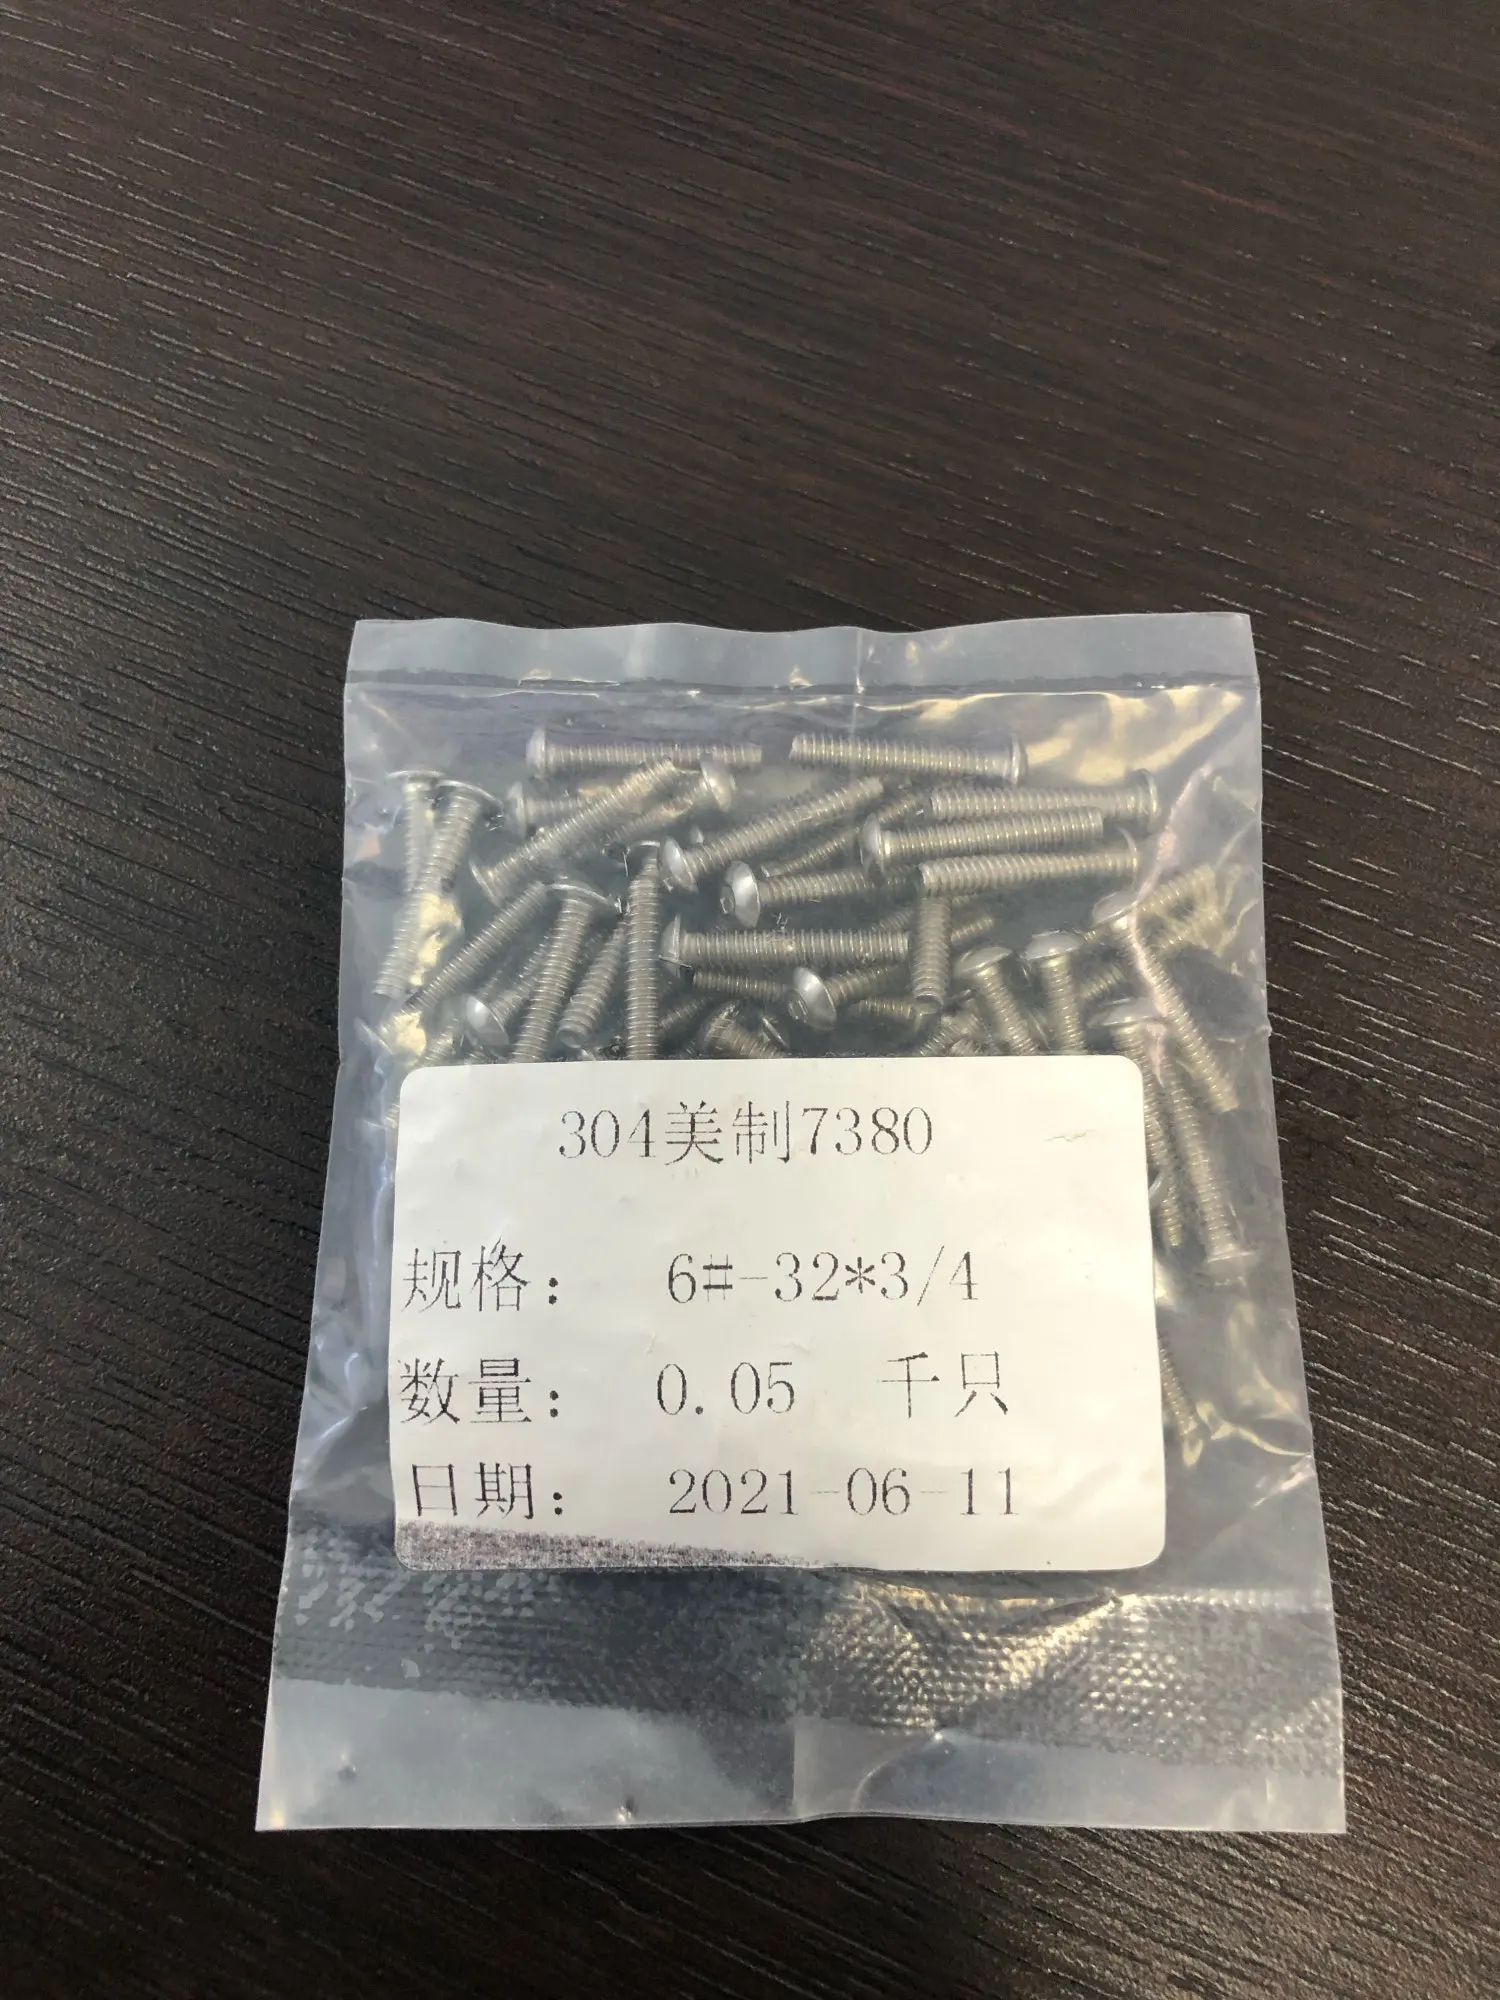 304美制7380
规格： 6#-32*3/4
数量： 0.05 千只
日期： 2021-06-11